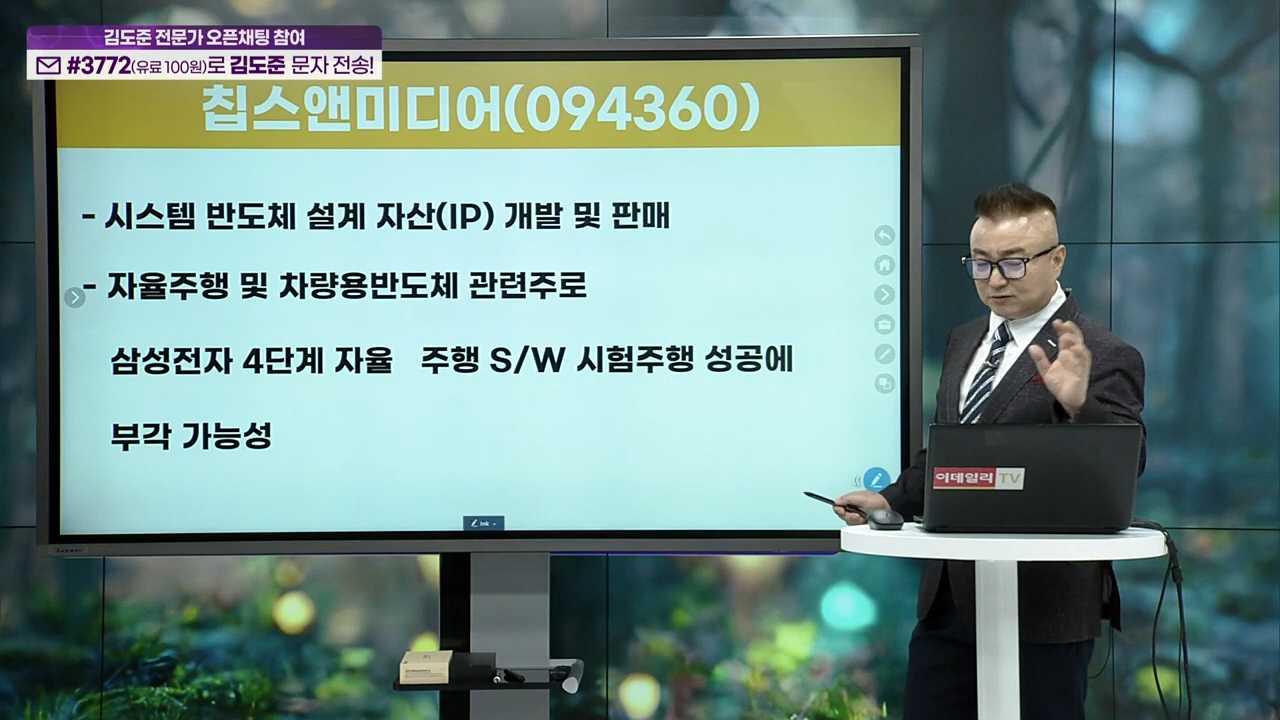 김도준 전문가 오픈채팅 참여
#3772(유료 100원)로 김도준 문자 전송!
칩스앤미디어(094360)
- 시스템 반도체 설계 자산(IP) 개발 및 판매
- 자율주행 및 차량용반도체 관련주로
삼성전자 4단계 자율 주행 S/W 시험주행 성공에
부각 가능성
이데일리 TV
Ink